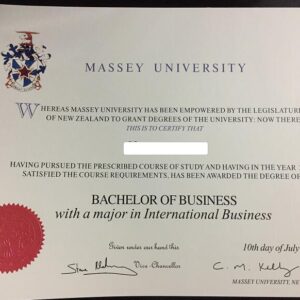 MASSEY UNIVERSITY
WHEREAS MASSEY UNIVERSITY HAS BEEN EMPOWERED BY THE LEGISLATURE
OF NEW ZEALAND TO GRANT DEGREES OF THE UNIVERSITY: NOW THERE
THIS IS TO CERTIFY THAT
HAVING PURSUED THE PRESCRIBED COURSE OF STUDY AND HAVING IN THE YEAR
SATISFIED THE COURSE REQUIREMENTS, HAS BEEN AWARDED THE DEGREE OF
BACHELOR OF BUSINESS
with a major in International Business
Given under our hand this 10th day of July
Vice-Chancellor C. M. Kelly
MASSEY UNIVERSITY, NE